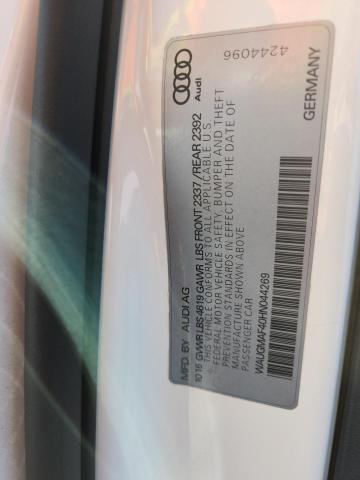 Audi
4244096
MFD. BY AUDI AG
10 16 GVWR LBS 4619 GAWR LBS FRONT 2337 / REAR 2392
THIS VEHICLE CONFORMS TO ALL APPLICABLE U S
FEDERAL MOTOR VEHICLE SAFETY, BUMPER AND THEFT
PREVENTION STANDARDS IN EFFECT ON THE DATE OF
MANUFACTURE SHOWN ABOVE
PASSENGER CAR
WAUGMAF40HN044269
GERMANY